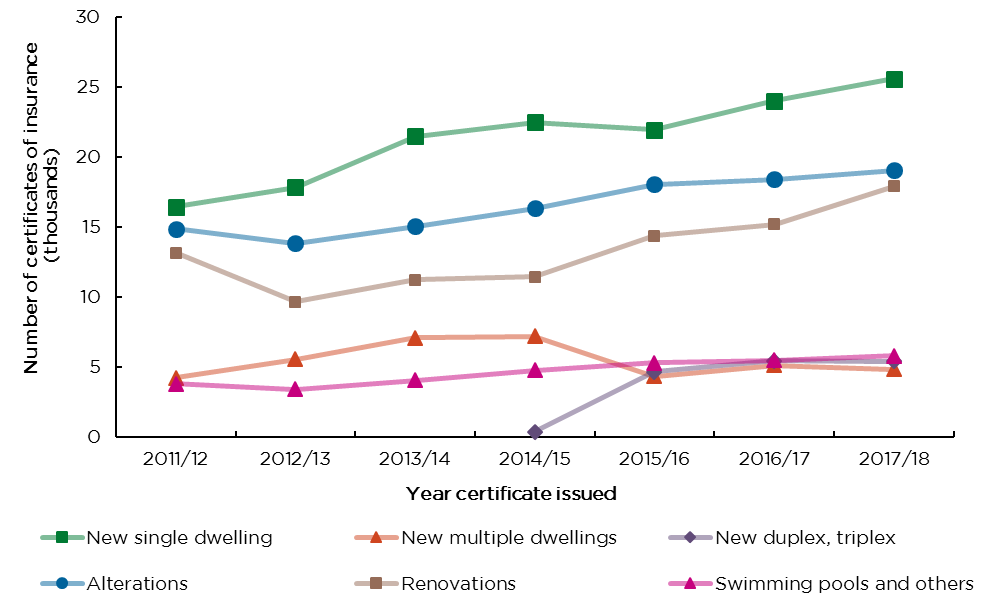 Number of certificates of insurance
(thousands)
30
25
20
15
10
5
0
2011/12 2012/13 2013/14 2014/15 2015/16 2016/17 2017/18
Year certificate issued
New single dwelling New multiple dwellings New duplex, triplex
Alterations Renovations Swimming pools and others